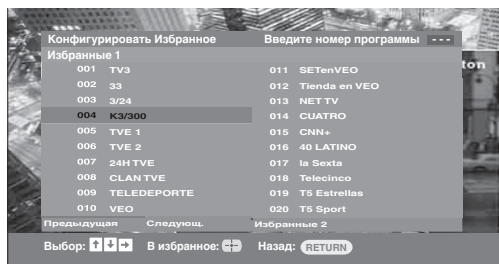 Конфигурировать Избранное Введите номер программы ---
Избранные 1
001 TV3
002 33
003 3/24
004 K3/300
005 TVE 1
006 TVE 2
007 24H TVE
008 CLAN TVE
009 TELEDEPORTE
010 VEO
011 SETenVEO
012 Tienda en VEO
013 NET TV
014 CUATRO
015 CNN+
016 40 LATINO
017 la Sexta
018 Telecinco
019 T5 Estrellas
020 T5 Sport
Предыдущая Следующ. Избранные 2
Выбор: В избранное: Назад: RETURN
ton